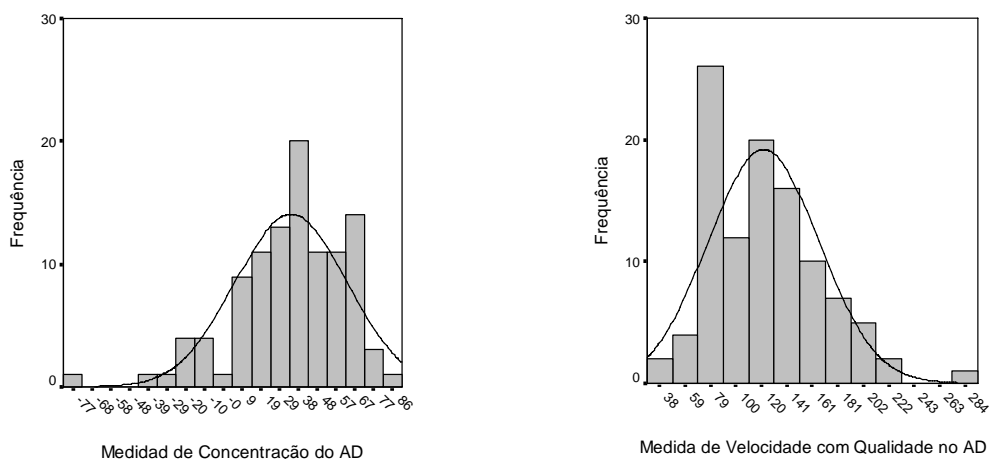 30
20
10
0
Frequência
-77 -68 -58 -48 -39 -29 -20 -10 -0 9 19 29 38 48 57 67 77 86
Medidad de Concentração do AD
30
20
10
0
Frequência
38 59 79 100 120 141 161 181 202 222 243 263 284
Medida de Velocidade com Qualidade no AD